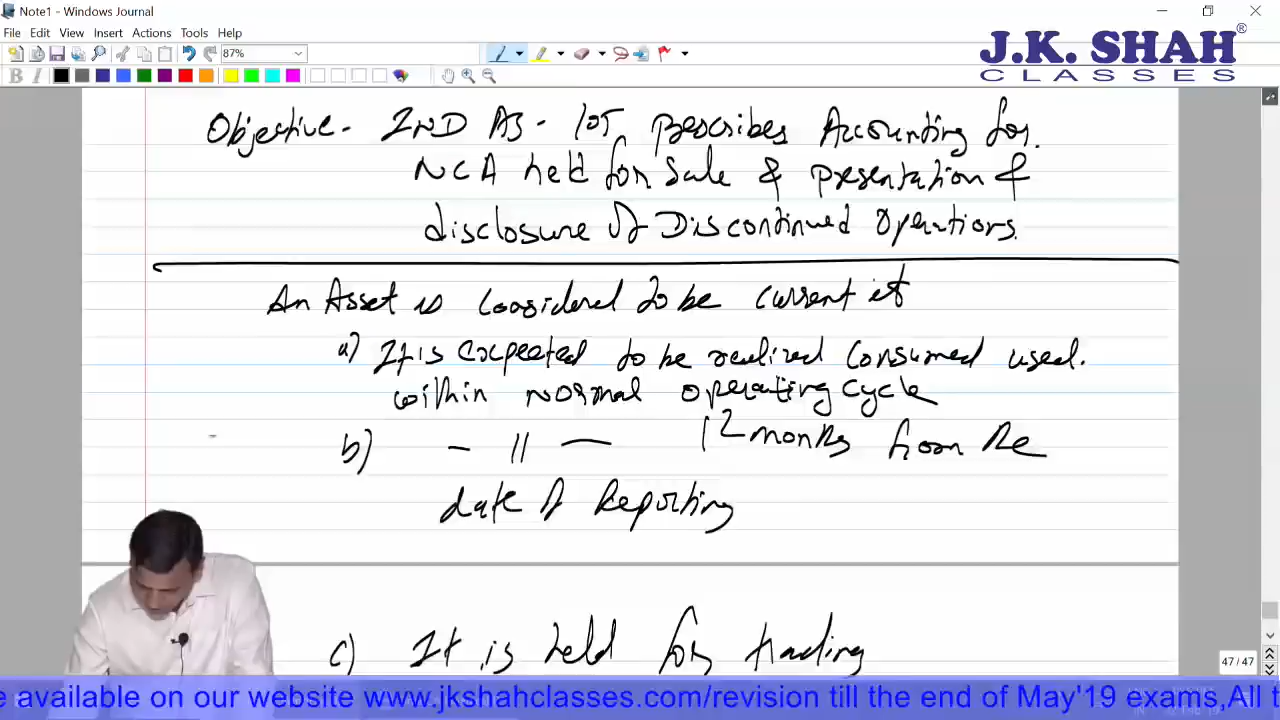 Note1 - Windows Journal
File Edit View Insert Actions Tools Help
87%
J.K. SHAH®
CLASSES
Objective - IND AS - 105 prescribes Accounting for
NCA held for Sale & presentation &
disclosure of Discontinued operations.
An Asset is considered to be current if
a) It is expected to be realized consumed used.
within normal operating cycle
b) - 11 - 12 months from the
date of Reporting
c) It is held for trading
47 / 47
e available on our website www.jkshahclasses.com/revision till the end of May'19 exams,All t